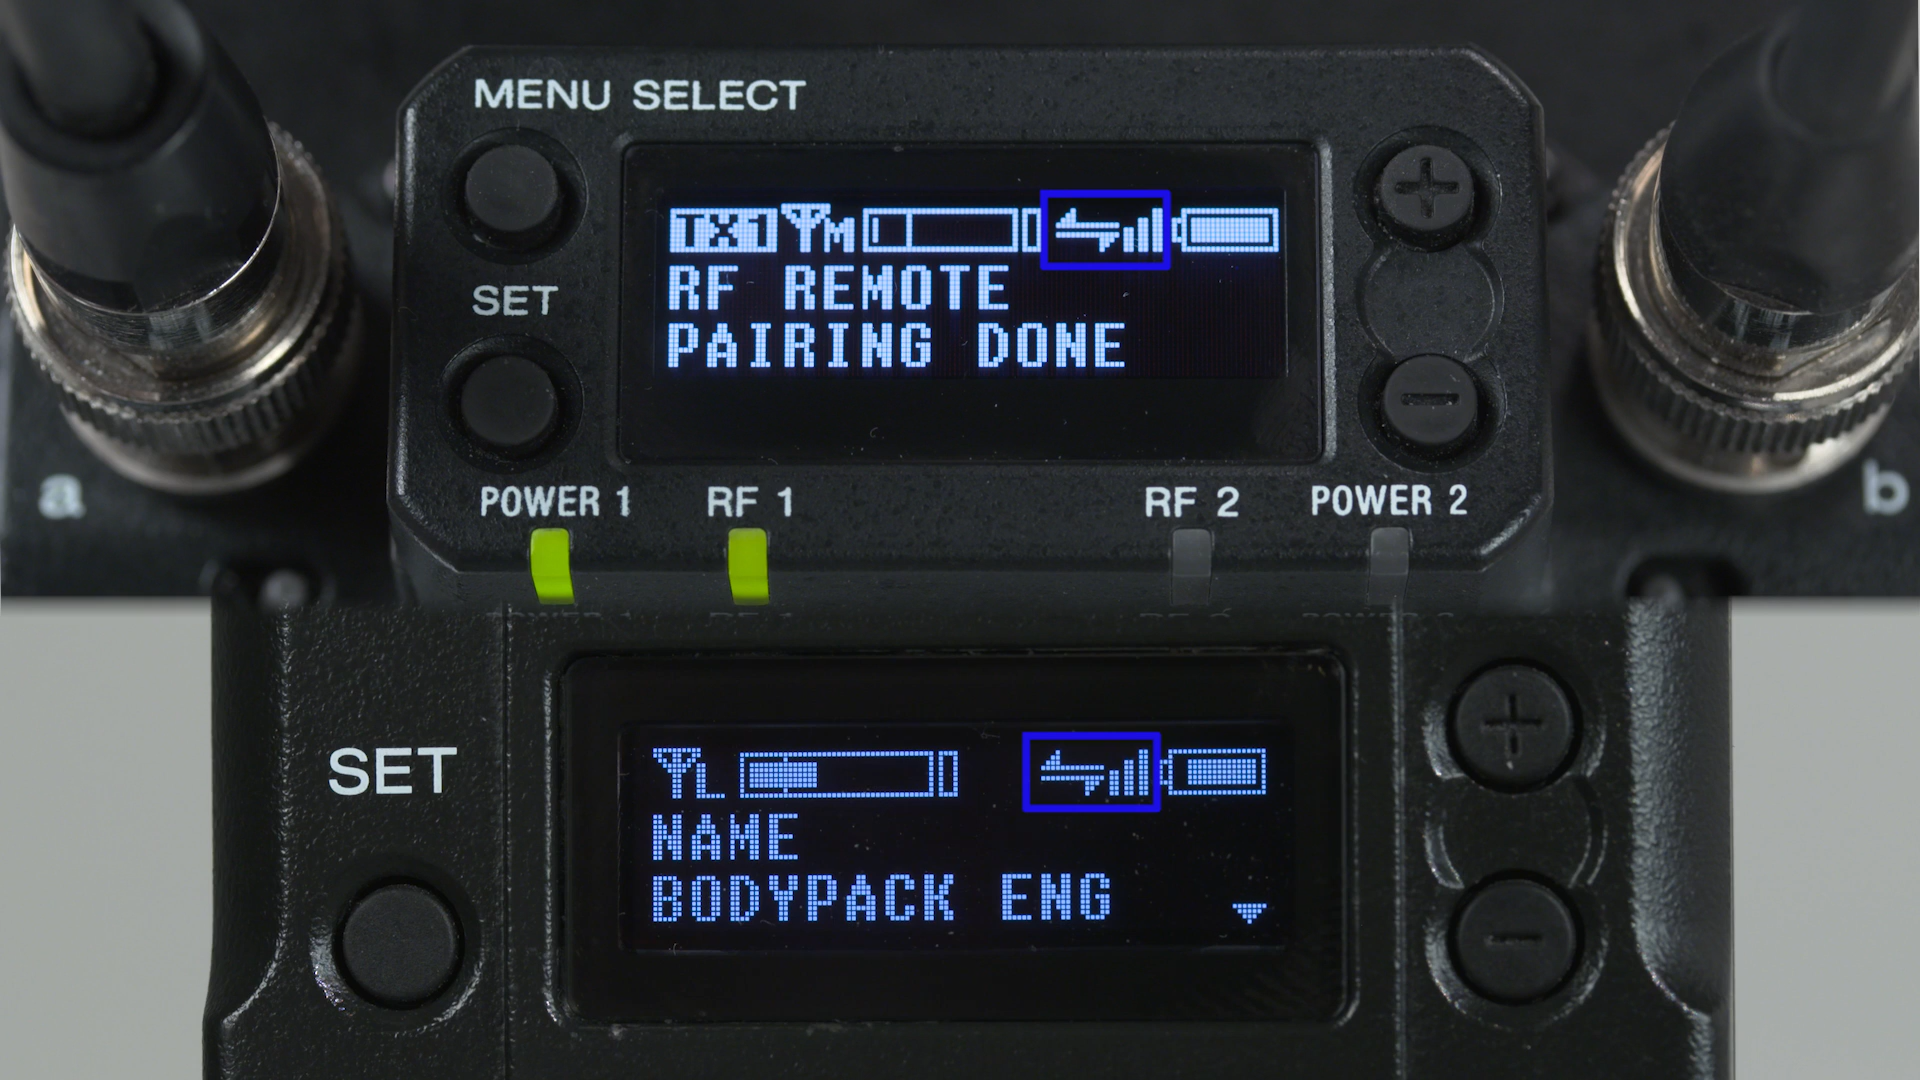 MENU SELECT
TX1 M
RF REMOTE
SET
PAIRING DONE
a
b
POWER 1 RF 1 RF 2 POWER 2
SET
L
NAME
BODYPACK ENG